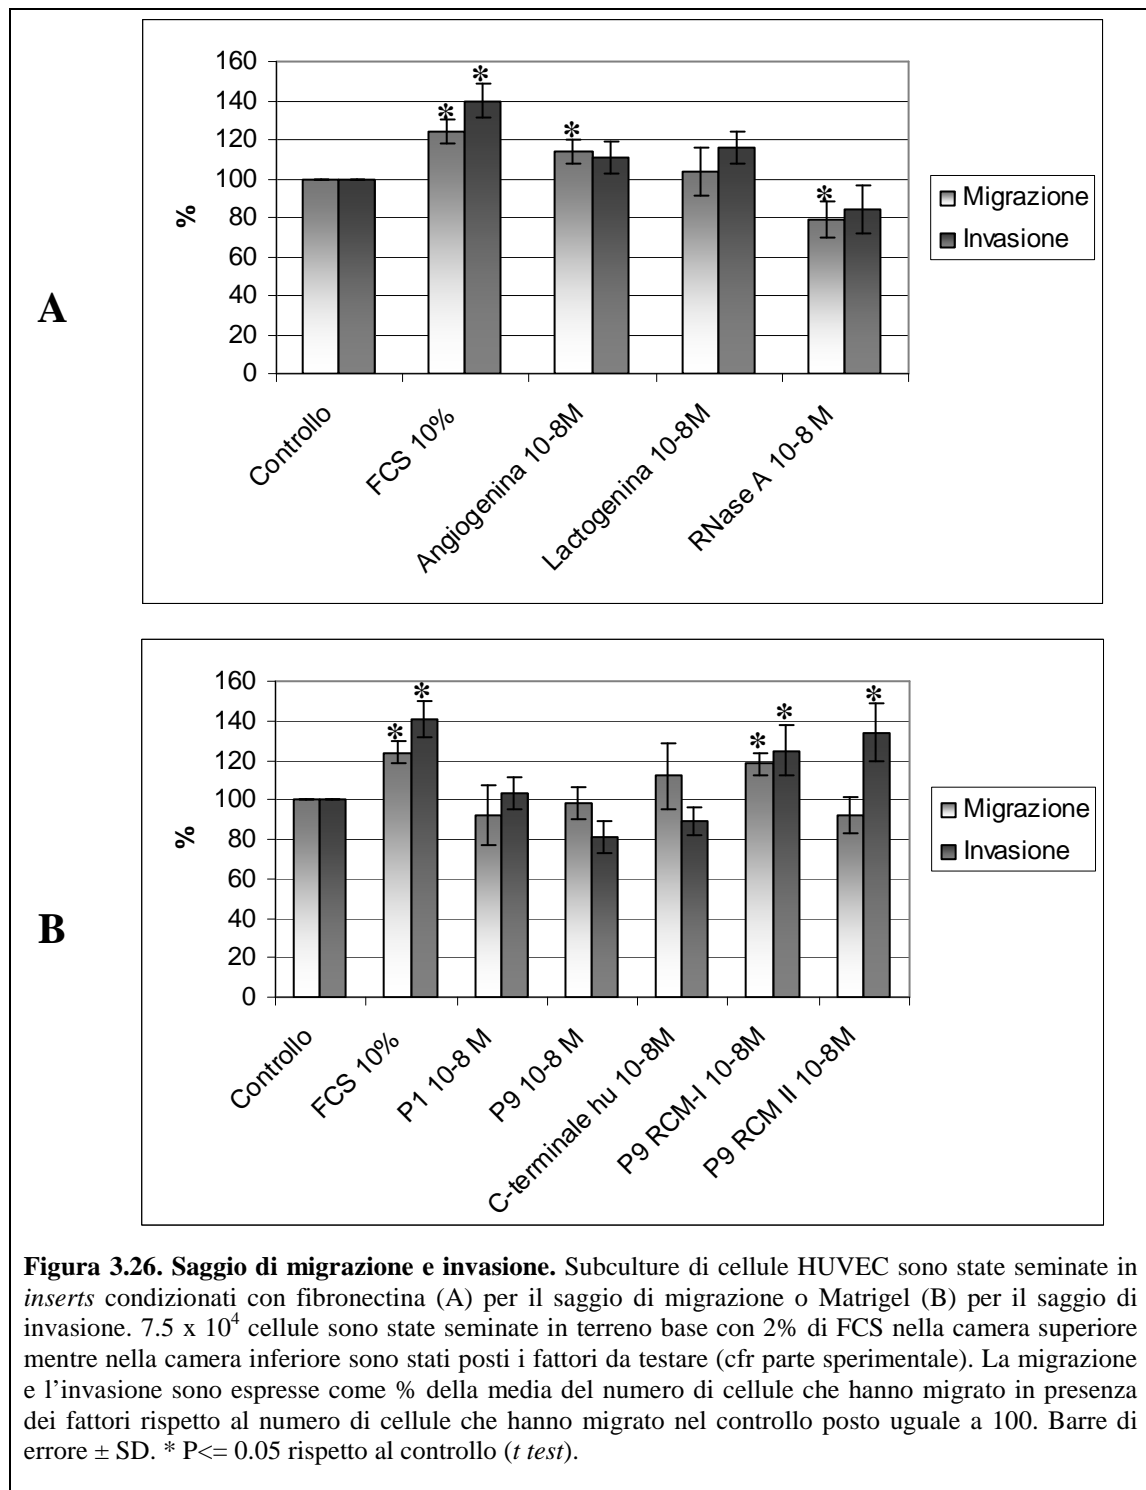 A
160
140
120
100
80
60
40
20
0
%
* * * *
Controllo
FCS 10%
Angiogenina 10-8M
Lactogenina 10-8M
RNase A 10-8 M
Migrazione
Invasione
B
160
140
120
100
80
60
40
20
0
%
* * * * *
Controllo
FCS 10%
P1 10-8 M
P9 10-8 M
C-terminale hu 10-8M
P9 RCM-I 10-8M
P9 RCM II 10-8M
Migrazione
Invasione
Figura 3.26. Saggio di migrazione e invasione. Subculture di cellule HUVEC sono state seminate in
inserts condizionati con fibronectina (A) per il saggio di migrazione o Matrigel (B) per il saggio di
invasione. 7.5 x 10⁴ cellule sono state seminate in terreno base con 2% di FCS nella camera superiore
mentre nella camera inferiore sono stati posti i fattori da testare (cfr parte sperimentale). La migrazione
e l'invasione sono espresse come % della media del numero di cellule che hanno migrato in presenza
dei fattori rispetto al numero di cellule che hanno migrato nel controllo posto uguale a 100. Barre di
errore ± SD. * P<= 0.05 rispetto al controllo (t test).